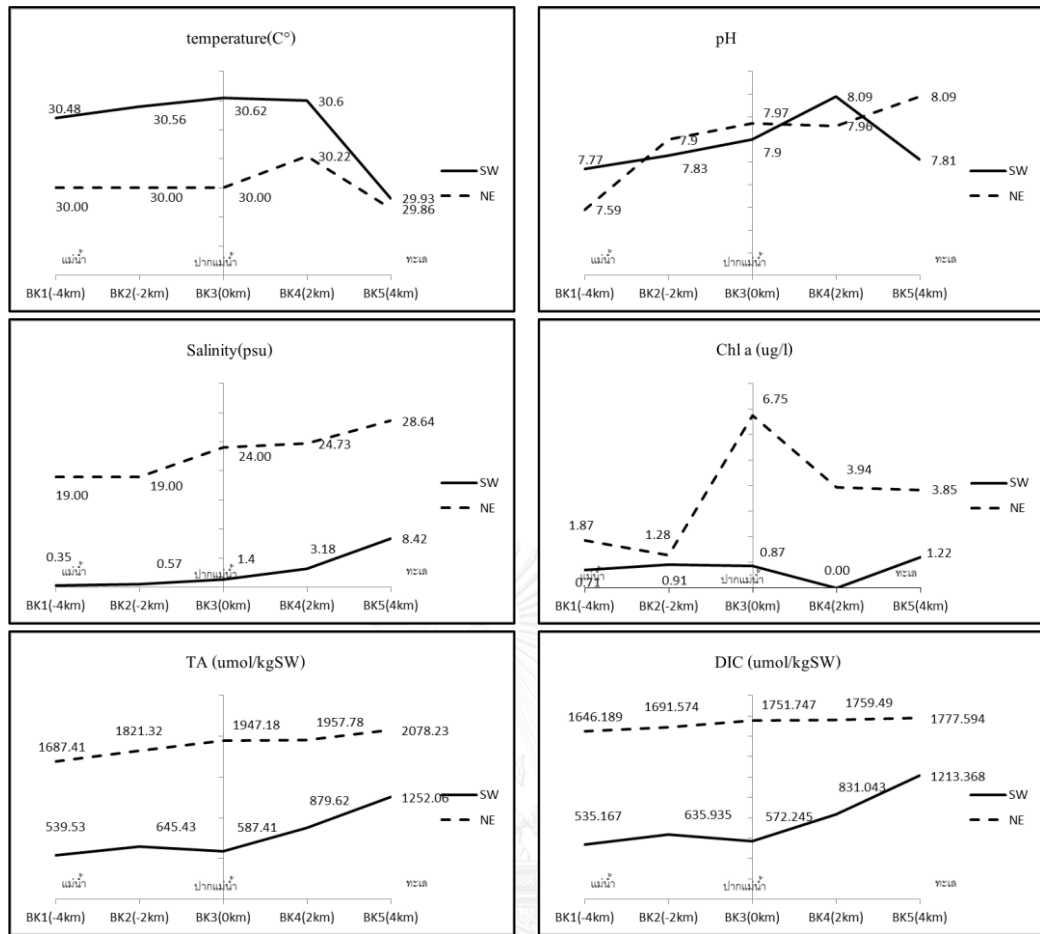 temperature(C°)
30.48
30.56
30.62
30.6
30.00
30.00
30.00
30.22
29.93
29.86
SW
NE
แม่น้ำ
ปากแม่น้ำ
ทะเล
BK1(-4km) BK2(-2km) BK3(0km) BK4(2km) BK5(4km)
pH
7.77
7.83
7.9
8.09
7.81
7.59
7.9
7.97
7.96
8.09
SW
NE
แม่น้ำ
ปากแม่น้ำ
ทะเล
BK1(-4km) BK2(-2km) BK3(0km) BK4(2km) BK5(4km)
Salinity(psu)
19.00
19.00
24.00
24.73
28.64
0.35
0.57
1.4
3.18
8.42
SW
NE
แม่น้ำ
ปากแม่น้ำ
ทะเล
BK1(-4km) BK2(-2km) BK3(0km) BK4(2km) BK5(4km)
Chl a (ug/l)
1.87
1.28
6.75
3.94
3.85
0.71
0.91
0.87
0.00
1.22
SW
NE
แม่น้ำ
ปากแม่น้ำ
ทะเล
BK1(-4km) BK2(-2km) BK3(0km) BK4(2km) BK5(4km)
TA (umol/kgSW)
1687.41
1821.32
1947.18
1957.78
2078.23
539.53
645.43
587.41
879.62
1252.06
SW
NE
แม่น้ำ
ปากแม่น้ำ
ทะเล
BK1(-4km) BK2(-2km) BK3(0km) BK4(2km) BK5(4km)
DIC (umol/kgSW)
1646.189
1691.574
1751.747
1759.49
1777.594
535.167
635.935
572.245
831.043
1213.368
SW
NE
แม่น้ำ
ปากแม่น้ำ
ทะเล
BK1(-4km) BK2(-2km) BK3(0km) BK4(2km) BK5(4km)